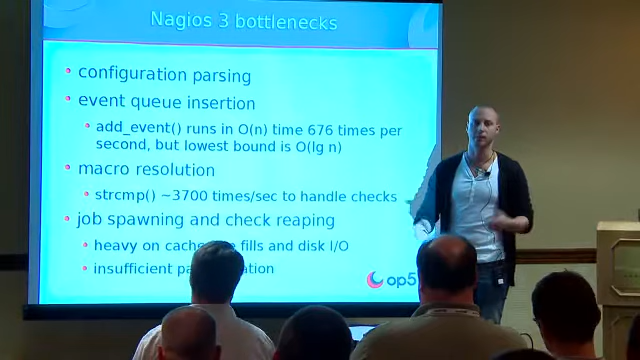 Nagios 3 bottlenecks
configuration parsing
event queue insertion
add_event() runs in O(n) time 676 times per
second, but lowest bound is O(lg n)
macro resolution
strcmp() ~3700 times/sec to handle checks
job spawning and check reaping
heavy on cache fills and disk I/O
insufficient
op5